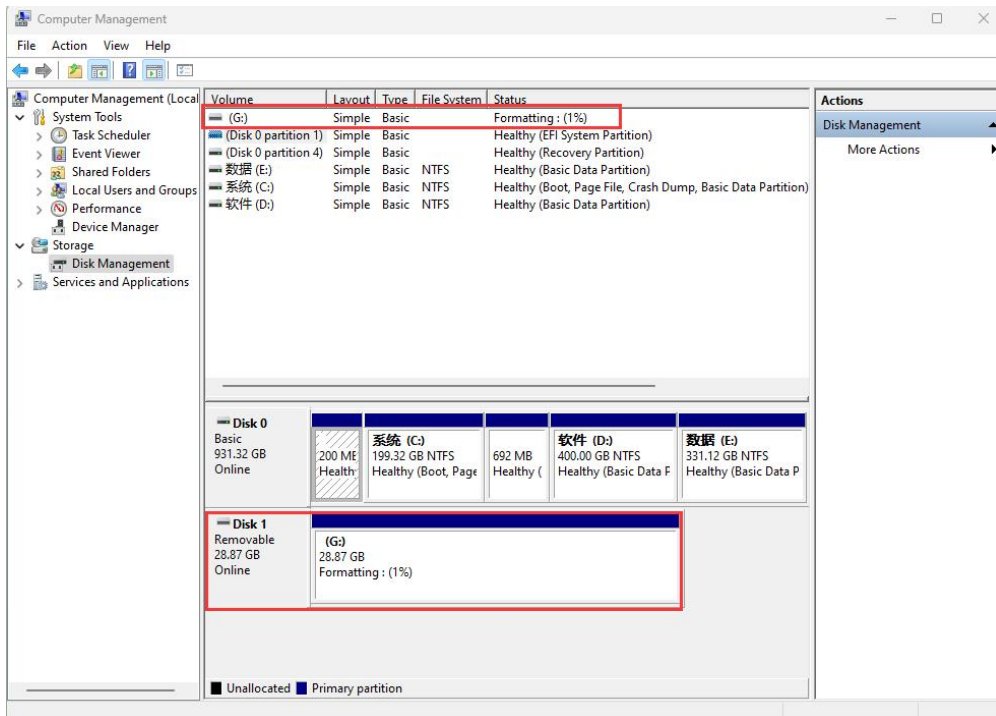 Computer Management
File Action View Help
Computer Management (Local
System Tools
Task Scheduler
Event Viewer
Shared Folders
Local Users and Groups
Performance
Device Manager
Storage
Disk Management
Services and Applications
Volume Layout Type File System Status
(G:) Simple Basic Formatting : (1%)
(Disk 0 partition 1) Simple Basic Healthy (EFI System Partition)
(Disk 0 partition 4) Simple Basic Healthy (Recovery Partition)
数据 (E:) Simple Basic NTFS Healthy (Basic Data Partition)
系统 (C:) Simple Basic NTFS Healthy (Boot, Page File, Crash Dump, Basic Data Partition)
软件 (D:) Simple Basic NTFS Healthy (Basic Data Partition)
Disk 0
Basic
931.32 GB
Online
200 ME
Health
系统 (C:)
199.32 GB NTFS
Healthy (Boot, Page
692 MB
Healthy (
软件 (D:)
400.00 GB NTFS
Healthy (Basic Data F
数据 (E:)
331.12 GB NTFS
Healthy (Basic Data P
Disk 1
Removable
28.87 GB
Online
(G:)
28.87 GB
Formatting : (1%)
Unallocated Primary partition
Actions
Disk Management
More Actions